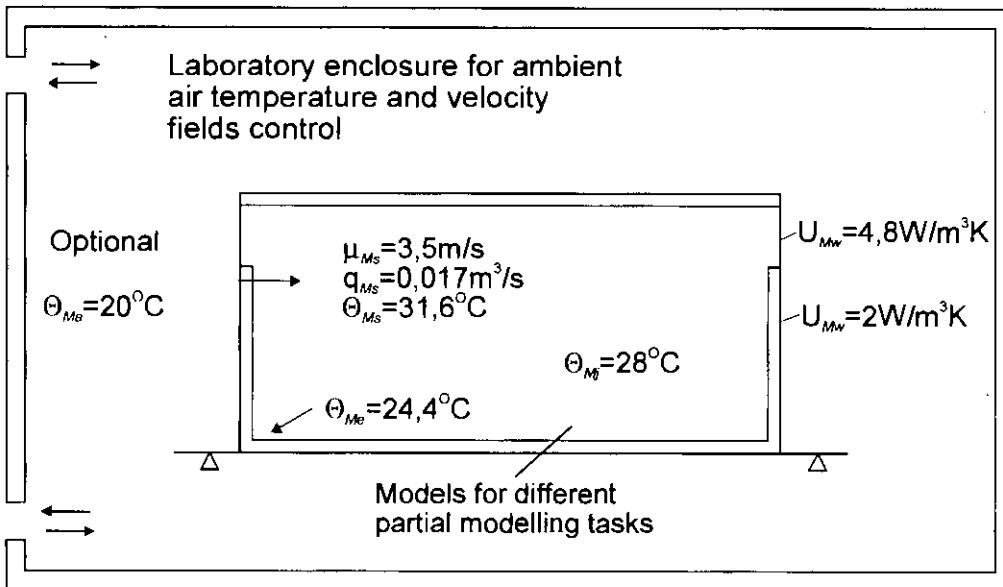 Laboratory enclosure for ambient
air temperature and velocity
fields control
Optional
Θ_Ma=20°C
μ_Ms=3,5m/s
q_Ms=0,017m³/s
Θ_Ms=31,6°C
U_Mw=4,8W/m³K
U_Mw=2W/m³K
Θ_Mi=28°C
Θ_Me=24,4°C
Models for different
partial modelling tasks